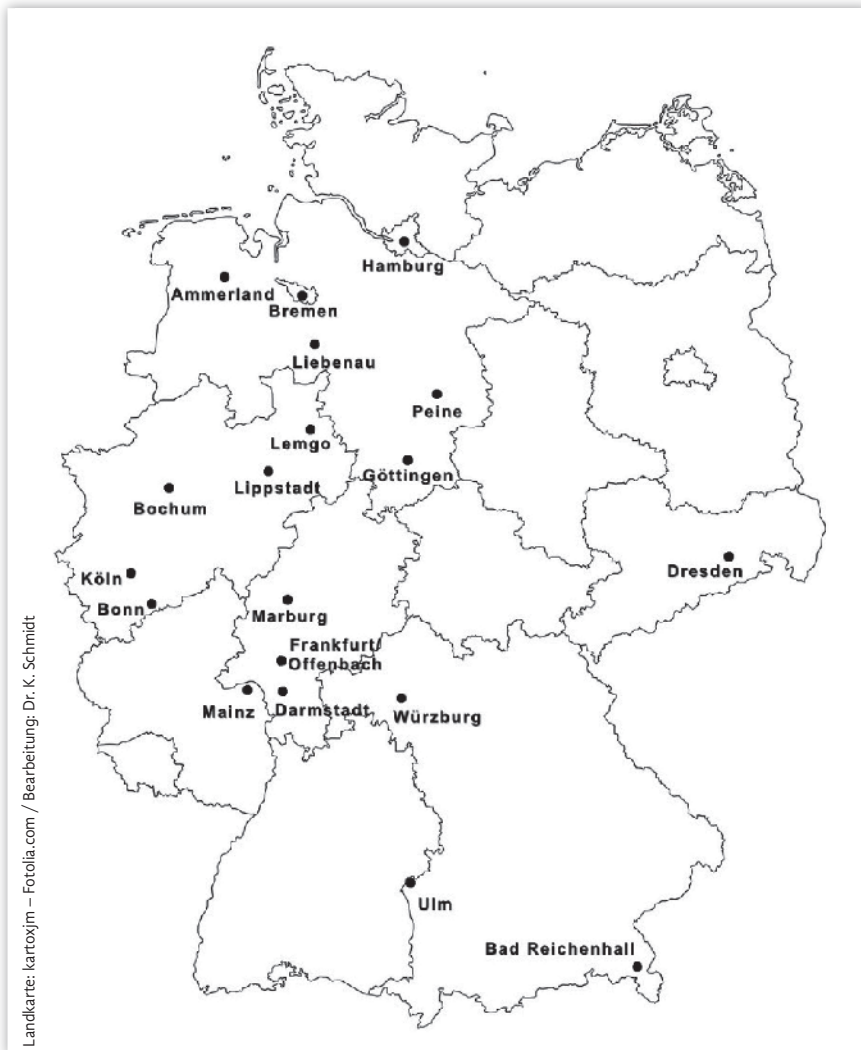 Hamburg
Ammerland
Bremen
Liebenau
Peine
Lemgo
Göttingen
Lippstadt
Bochum
Dresden
Köln
Bonn
Marburg
Frankfurt/
Offenbach
Mainz
Darmstadt
Würzburg
Ulm
Bad Reichenhall
Landkarte: kartoxjm – Fotolia.com / Bearbeitung: Dr. K. Schmidt